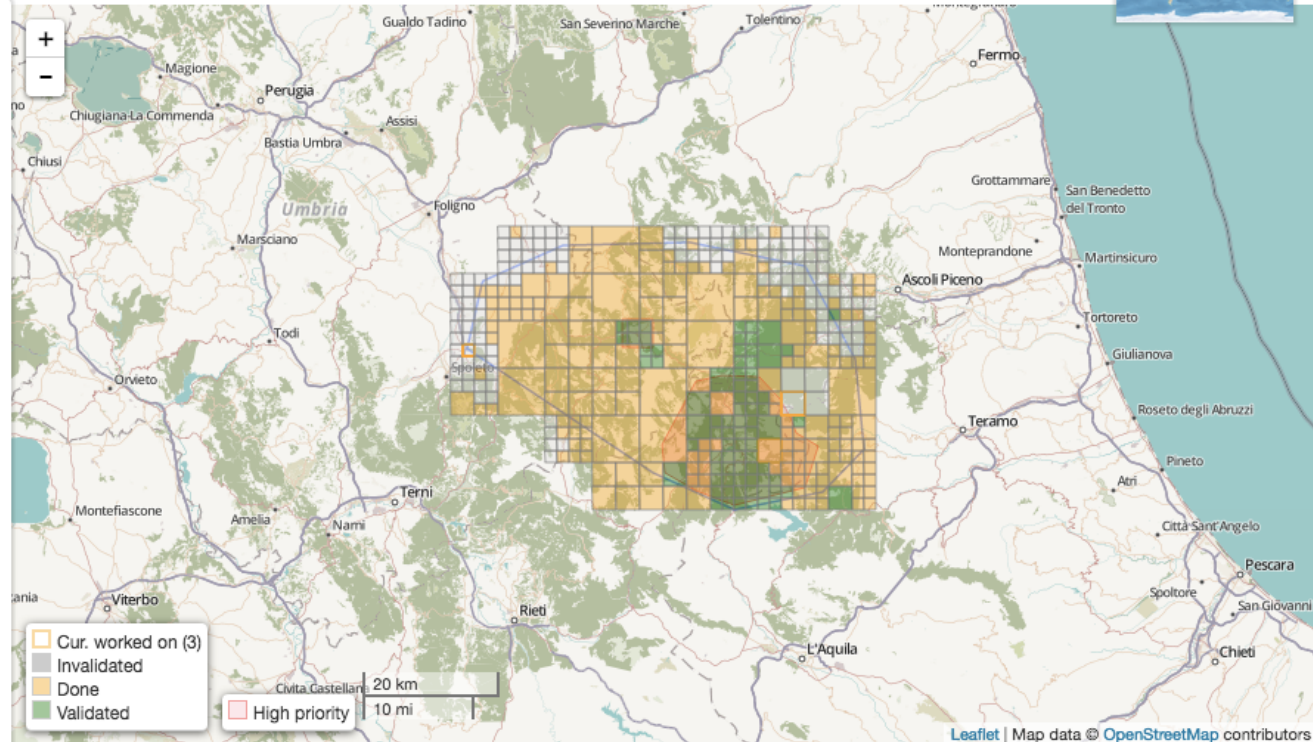 Gualdo Tadino
San Severino Marche
Tolentino
+
−
Fermo
Magione
Perugia
Chiugiana-La Commenda
Assisi
Bastia Umbra
Chiusi
Grottammare
San Benedetto
del Tronto
Foligno
Umbria
Marsciano
Monteprandone
Martinsicuro
Ascoli Piceno
Tortoreto
Todi
Giulianova
Spoleto
Orvieto
Roseto degli Abruzzi
Teramo
Pineto
Atri
Terni
Montefiascone
Amelia
Narni
Città Sant'Angelo
Pescara
Spoltore
Viterbo
San Giovanni
Rieti
L'Aquila
Chieti
Cur. worked on (3)
Invalidated
Done
Validated
High priority
Civita Castellana
20 km
10 mi
Leaflet | Map data © OpenStreetMap contributors